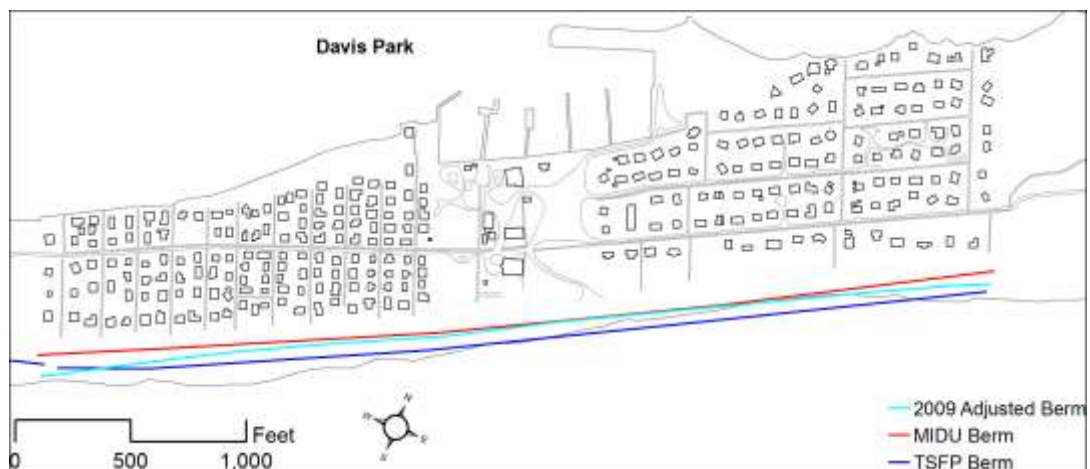 Davis Park
2009 Adjusted Berm
MIDU Berm
TSFP Berm
Feet
0 500 1,000
N
E
S
W